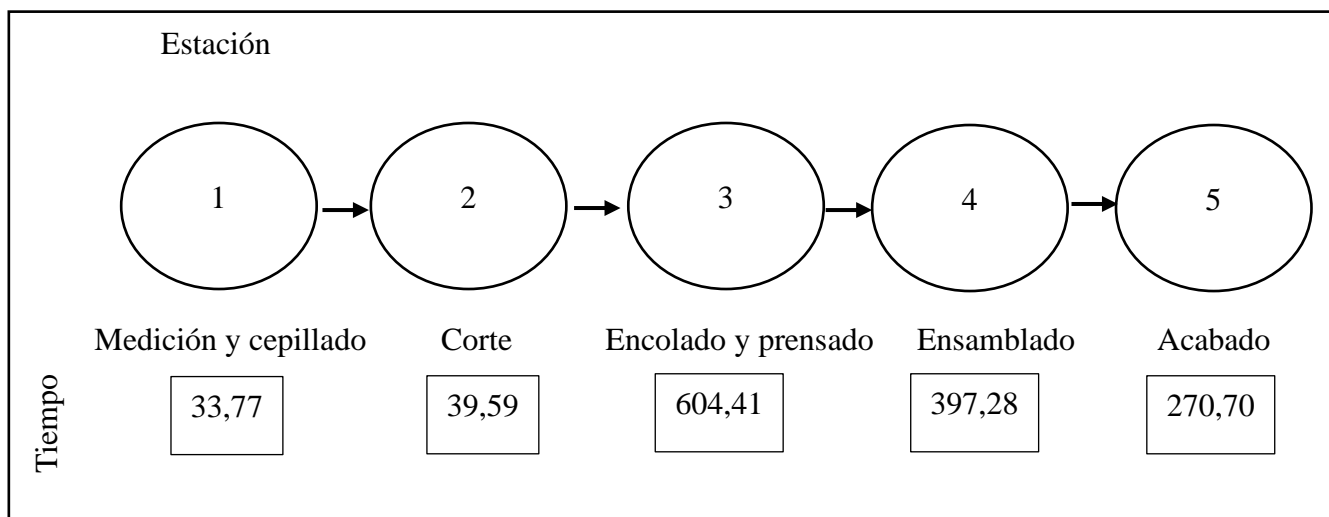 Estación
1 2 3 4 5
Medición y cepillado Corte Encolado y prensado Ensamblado Acabado
Tiempo
33,77 39,59 604,41 397,28 270,70